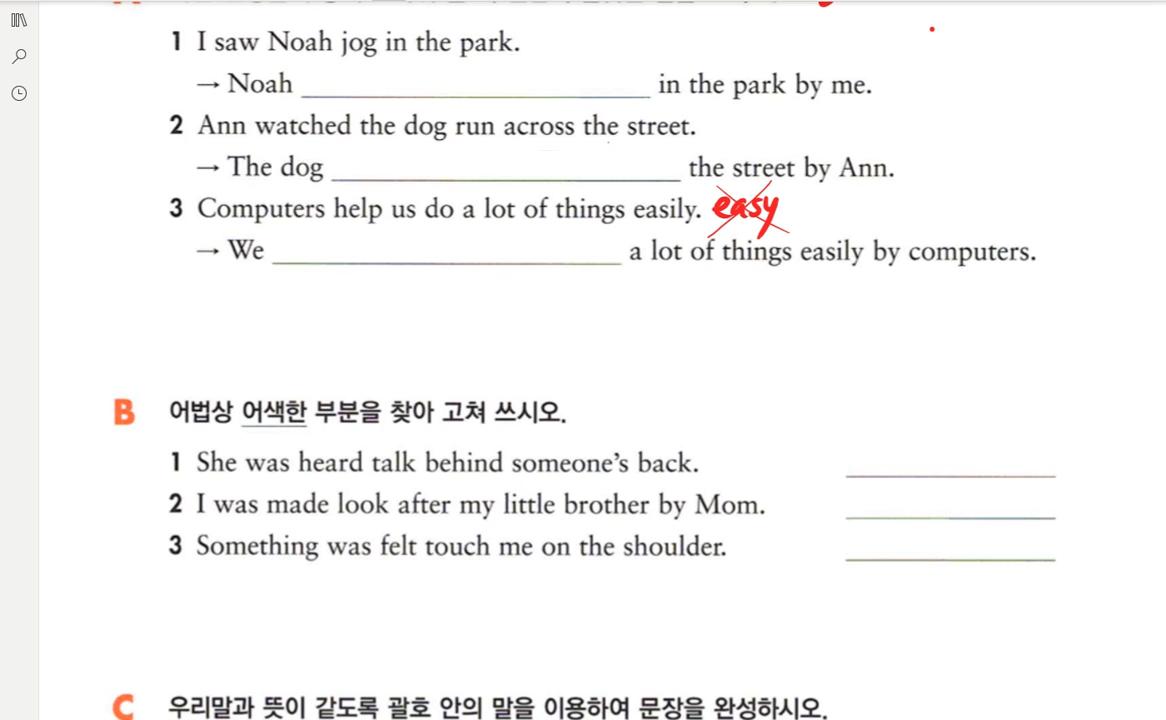 1 I saw Noah jog in the park.
→ Noah in the park by me.
2 Ann watched the dog run across the street.
→ The dog the street by Ann.
3 Computers help us do a lot of things easily. easy
→ We a lot of things easily by computers.
B 어법상 어색한 부분을 찾아 고쳐 쓰시오.
1 She was heard talk behind someone's back.
2 I was made look after my little brother by Mom.
3 Something was felt touch me on the shoulder.
C 우리말과 뜻이 같도록 괄호 안의 말을 이용하여 문장을 완성하시오.